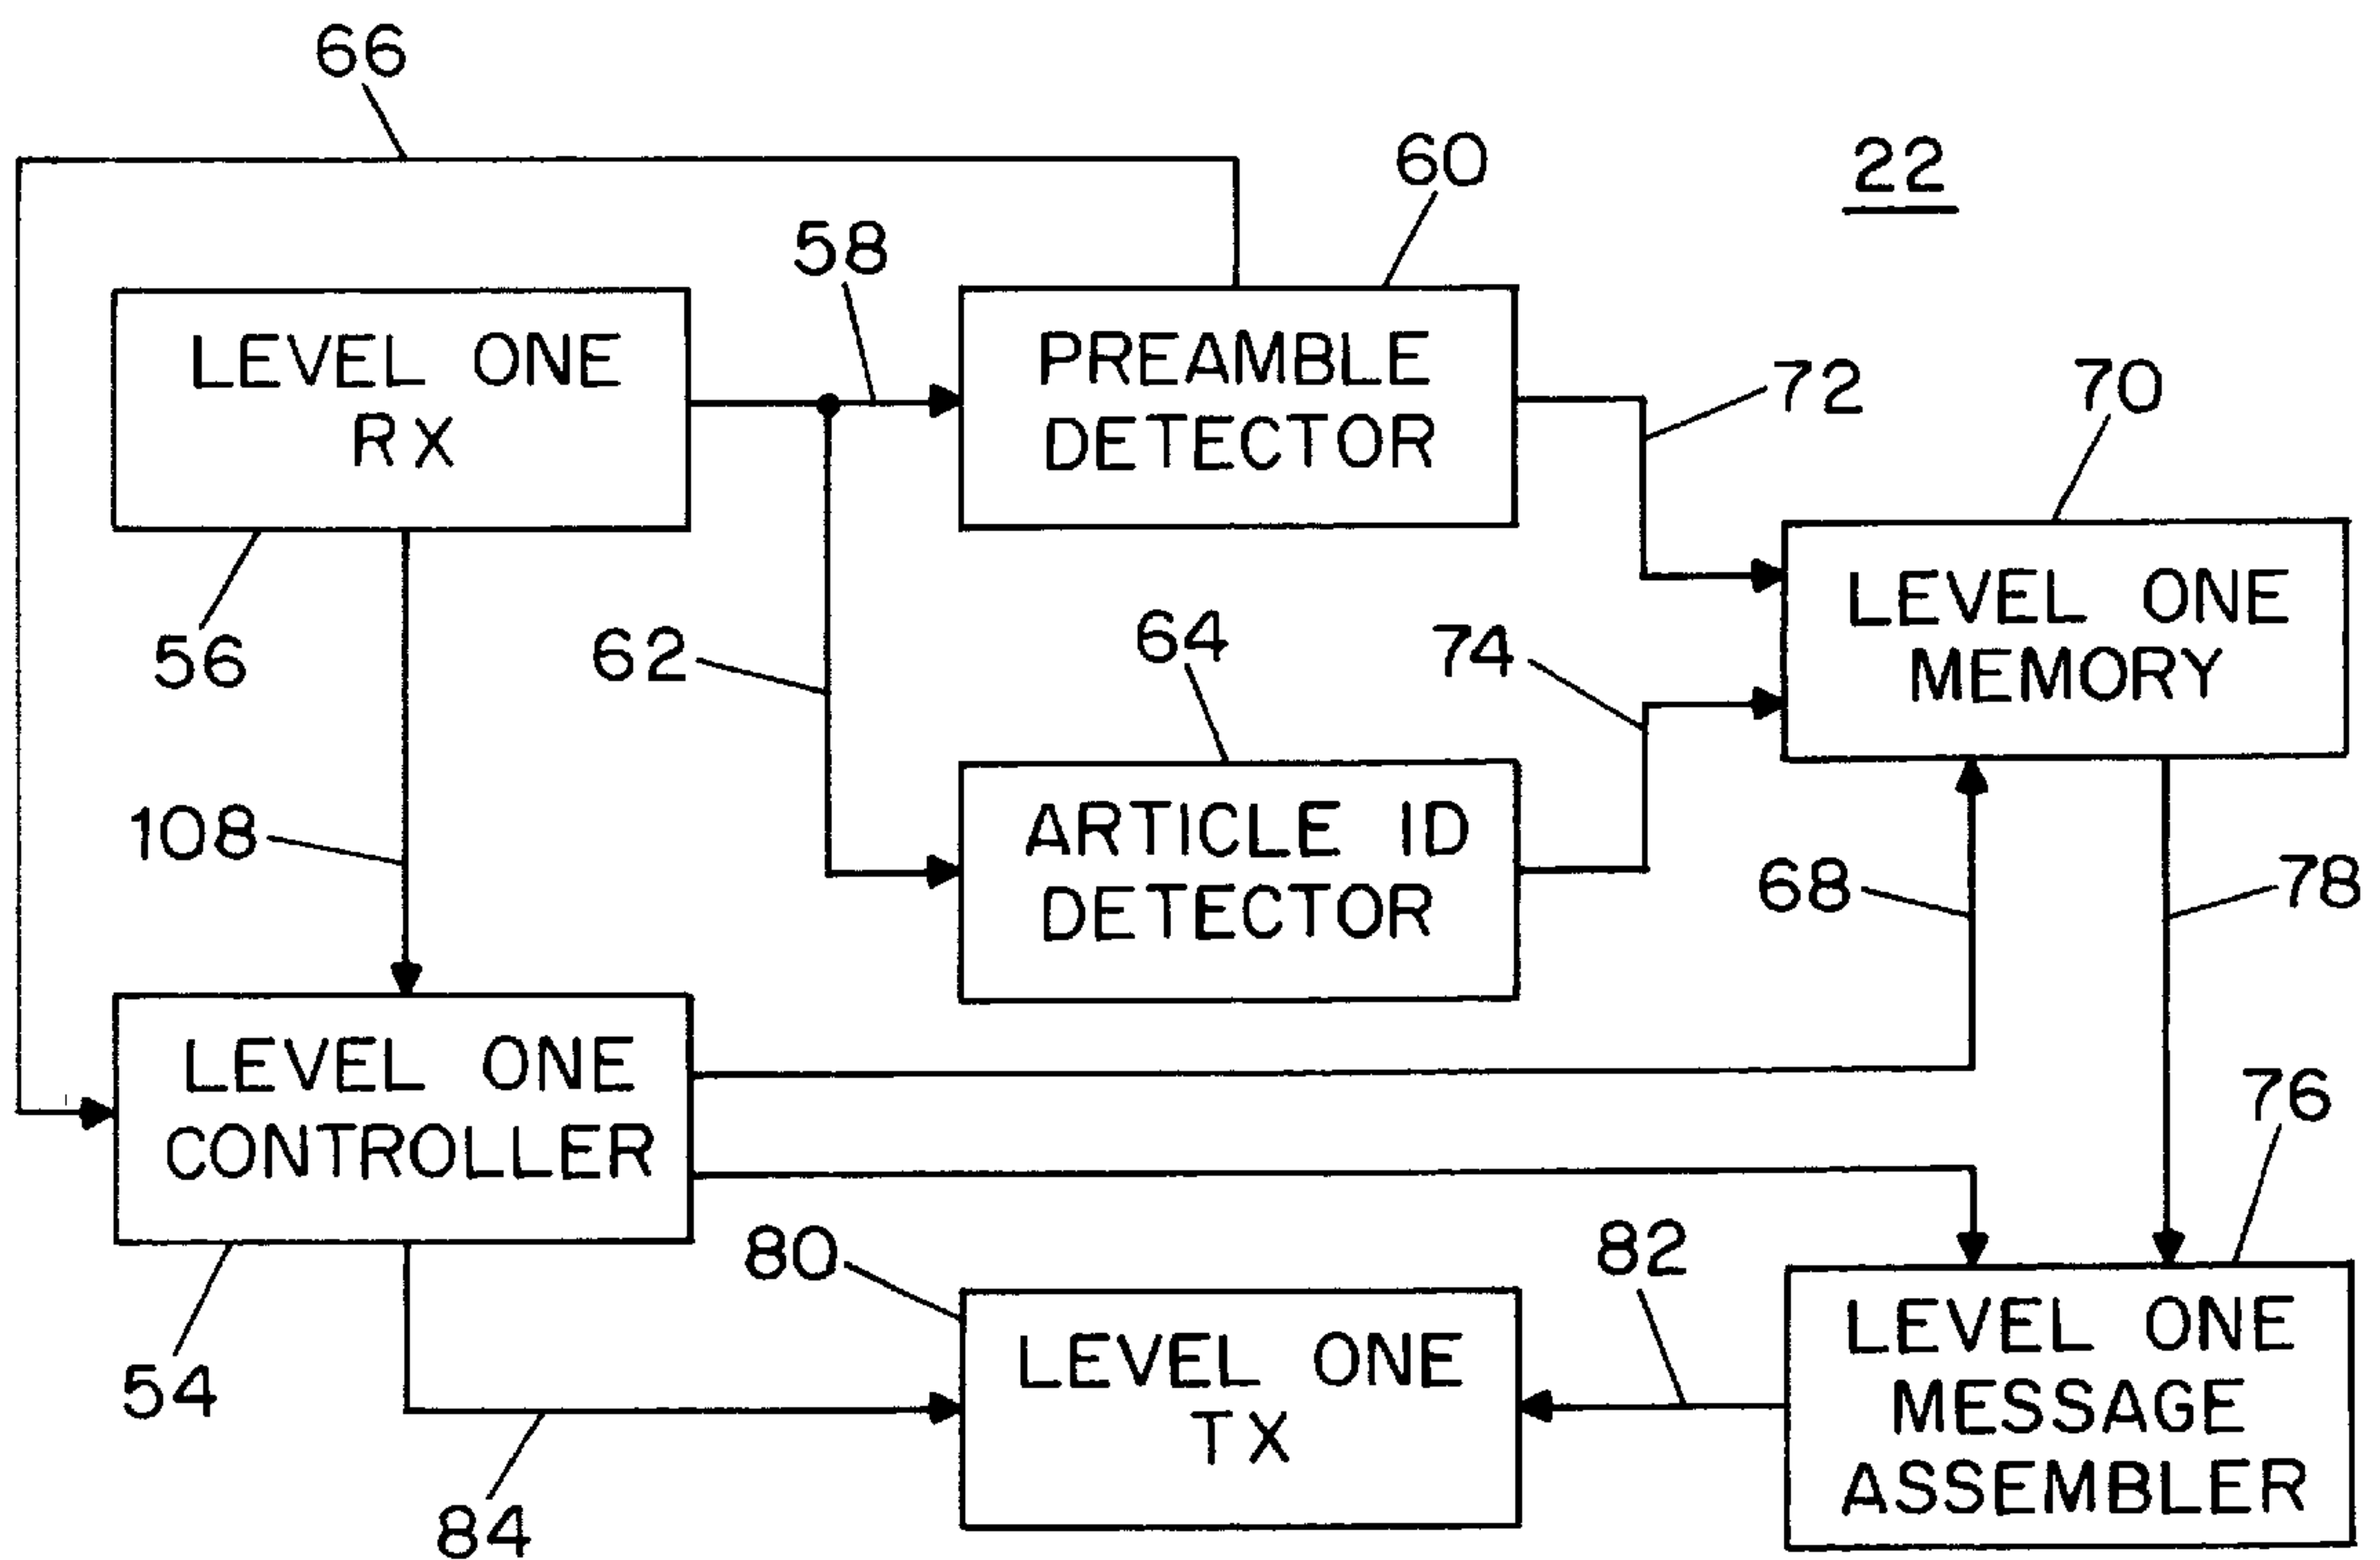 66
60
22
58
LEVEL ONE
RX
PREAMBLE
DETECTOR
72
70
56
62
64
74
LEVEL ONE
MEMORY
108
ARTICLE ID
DETECTOR
68
78
LEVEL ONE
CONTROLLER
76
80
82
54
LEVEL ONE
TX
LEVEL ONE
MESSAGE
ASSEMBLER
84